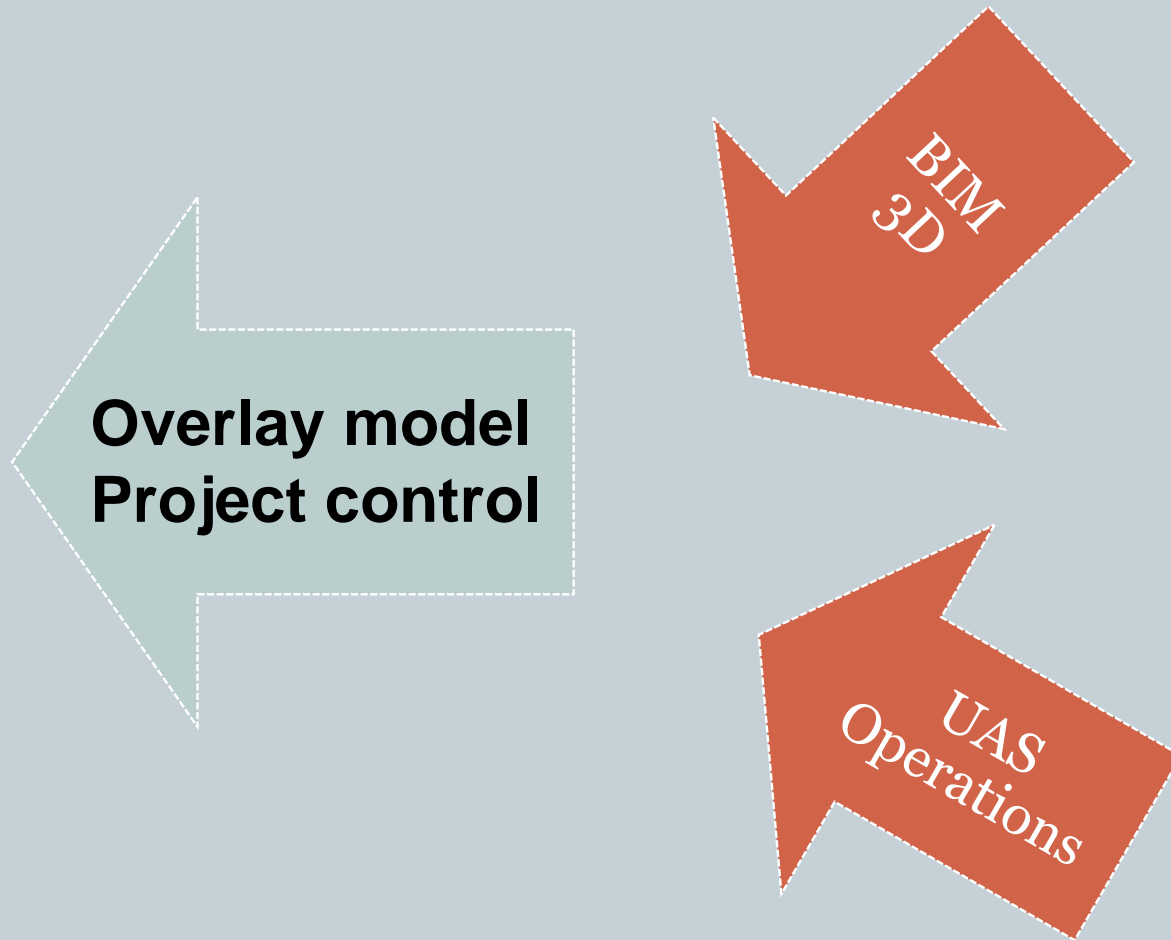 Overlay model
Project control
BIM
3D
UAS
Operations